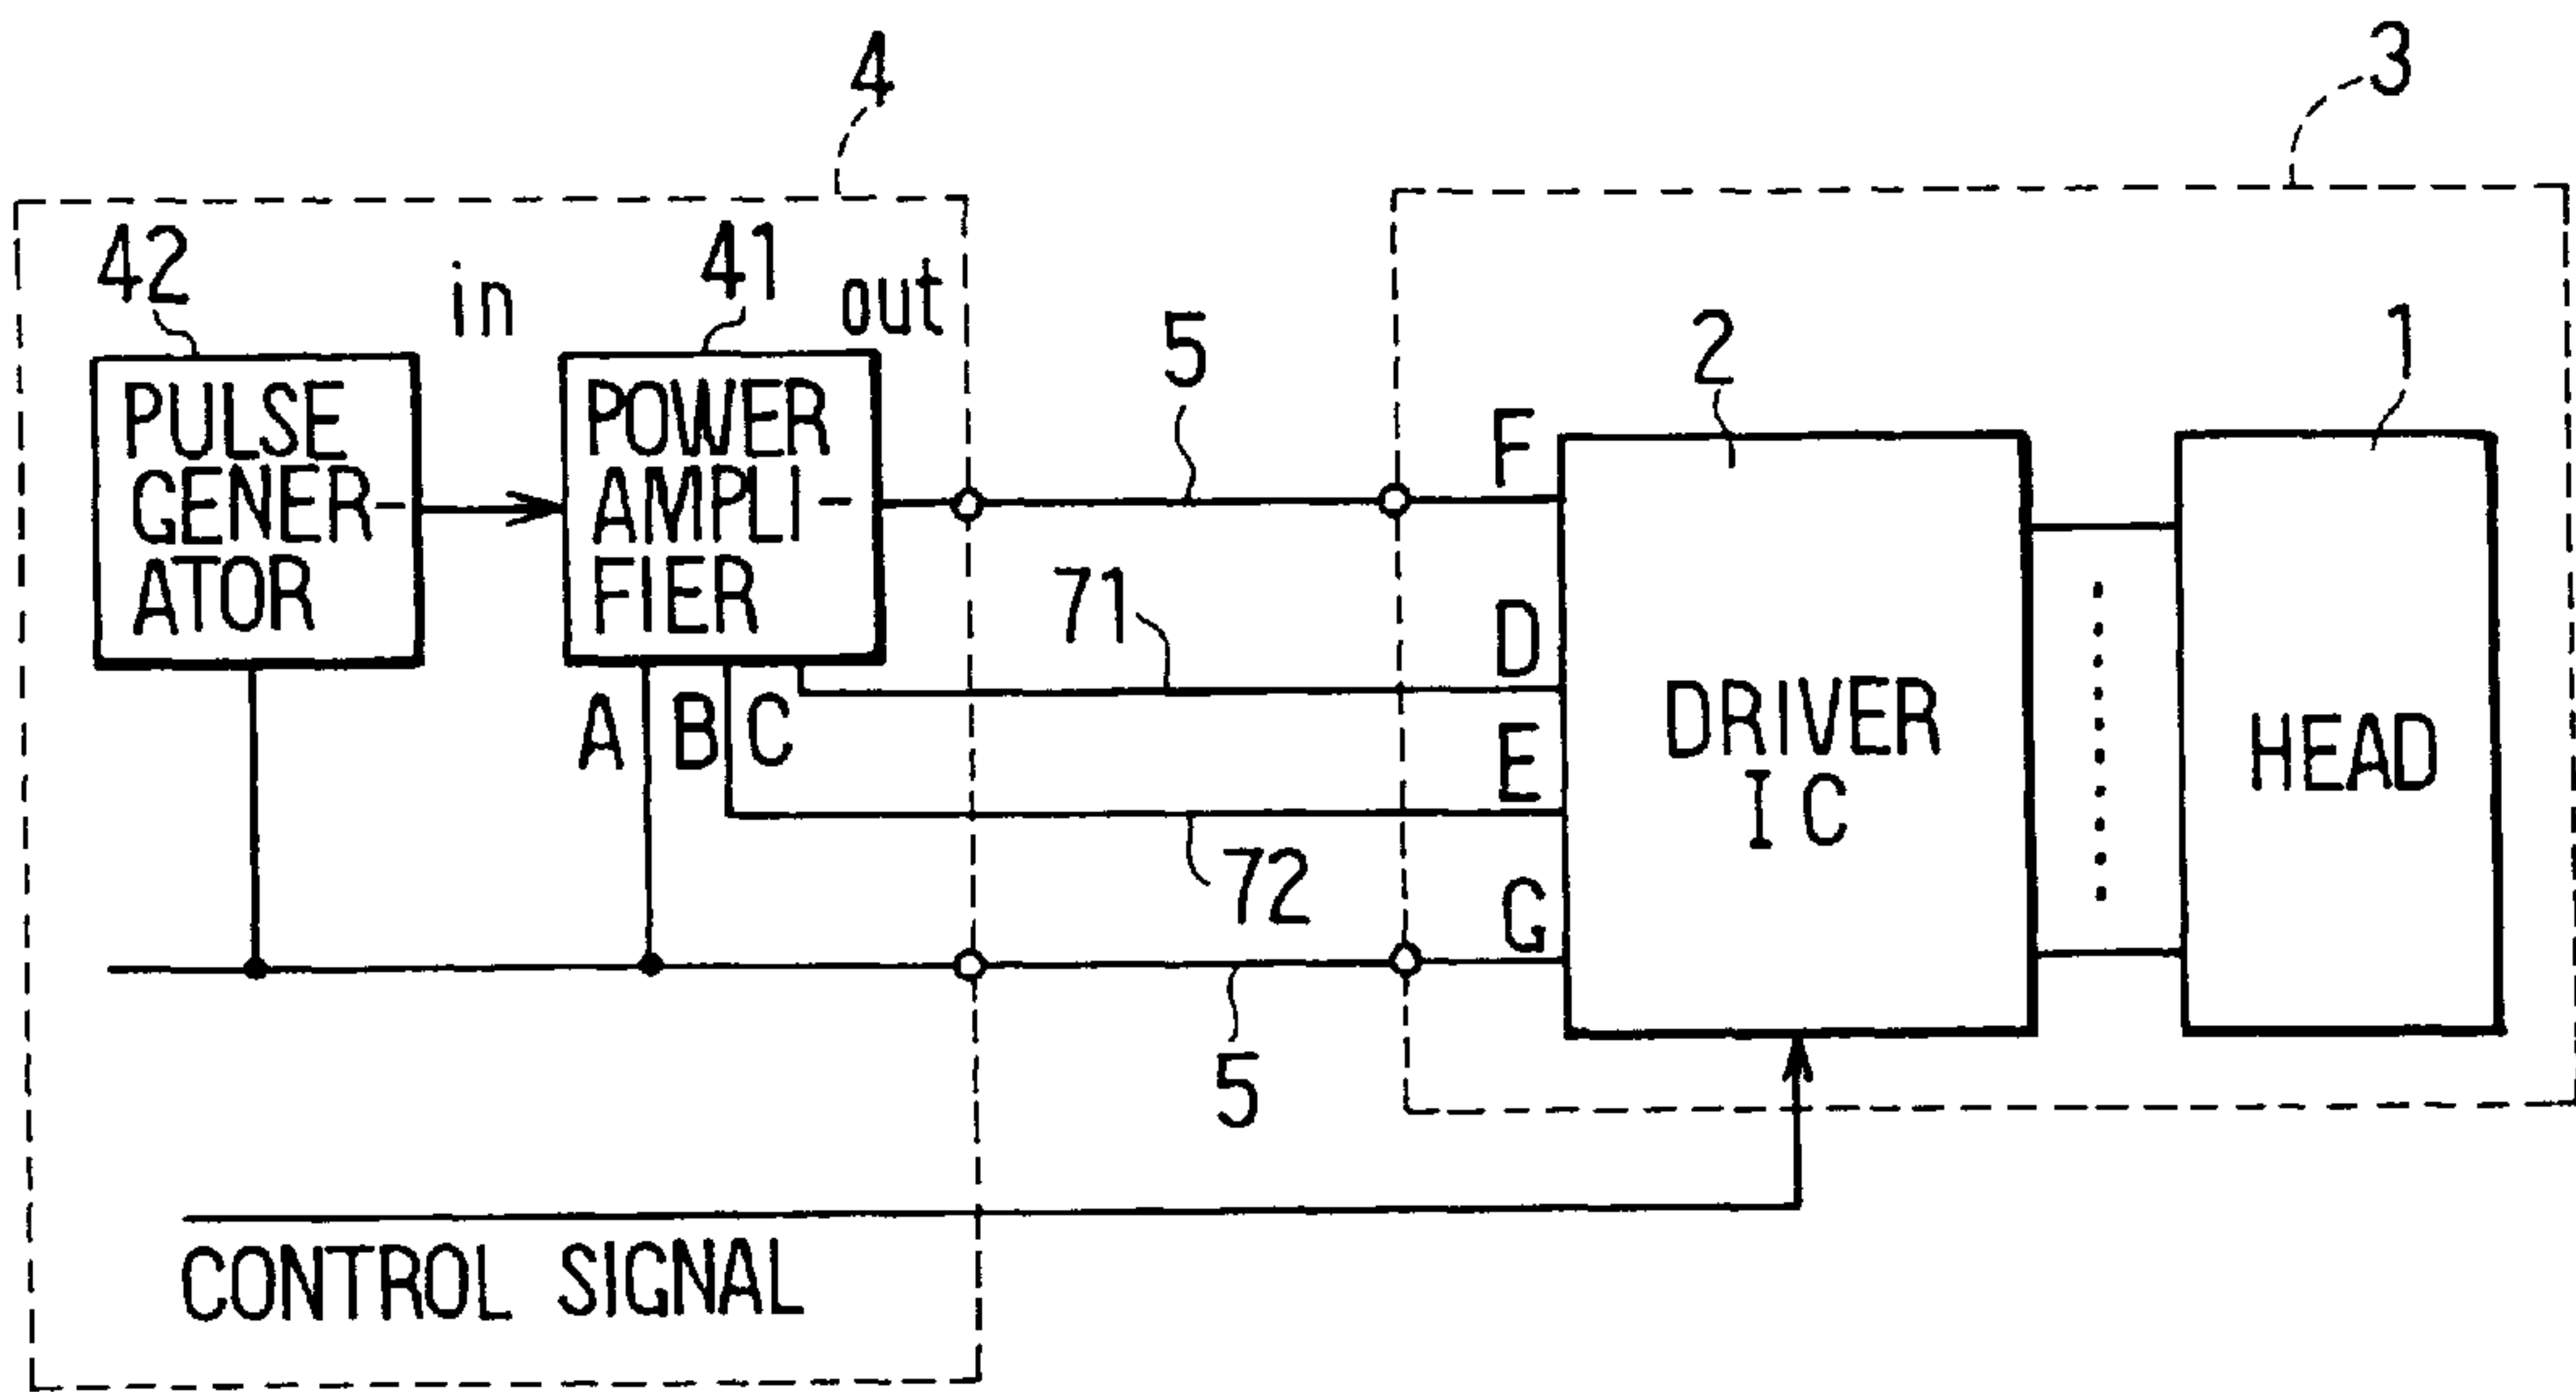 4
3
42
in
41
out
5
2
1
PULSE
GENER-
ATOR
POWER
AMPLI-
FIER
F
71
D
A
B
C
E
DRIVER
IC
HEAD
72
G
5
CONTROL SIGNAL